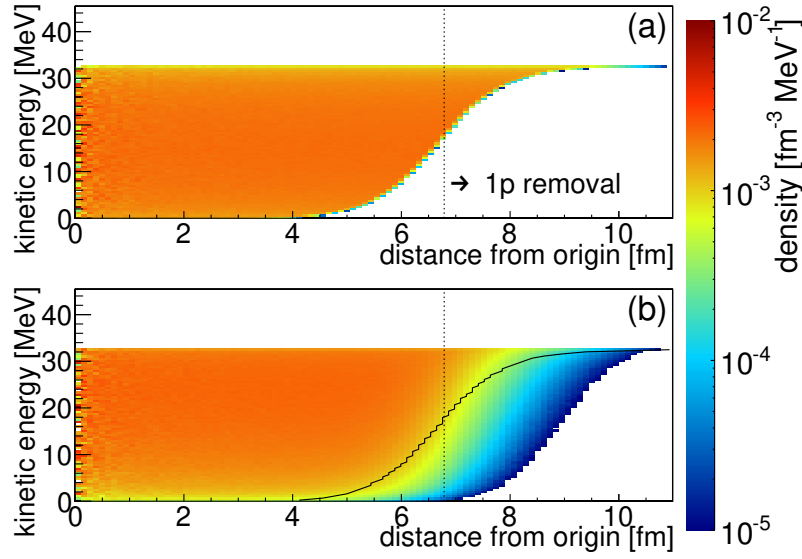 (a)
kinetic energy [MeV]
40
30
20
10
0
→ 1p removal
0 2 4 6 8 10
distance from origin [fm]
(b)
kinetic energy [MeV]
40
30
20
10
0
0 2 4 6 8 10
distance from origin [fm]
10⁻²
10⁻³
10⁻⁴
10⁻⁵
density [fm⁻³ MeV⁻¹]